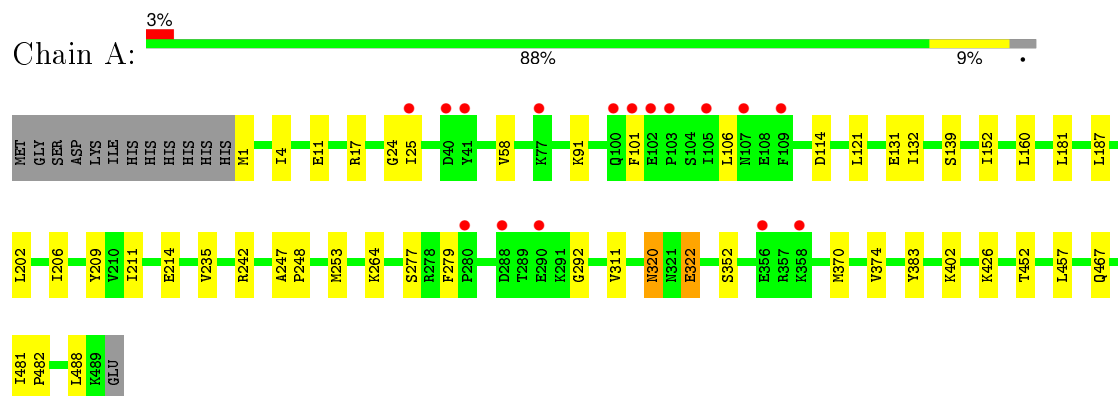 3%
Chain A:
88% 9% .
MET GLY SER ASP LYS ILE HIS HIS HIS HIS HIS HIS M1 I4 E11 R17 G24 I25 D40 Y41 V58 K77 K91 Q100 F101 E102 P103 S104 I105 L106 N107 E108 F109 D114 L121 E131 I132 S139 I152 L160 L181 L187
L202 I206 Y209 V210 I211 E214 V235 R242 A247 P248 M253 K264 S277 R278 F279 P280 D288 T289 E290 K291 G292 V311 N320 N321 E322 S352 E356 R357 K358 M370 V374 Y383 K402 K426 T452 L457 Q467
I481 P482 L488 K489 GLU